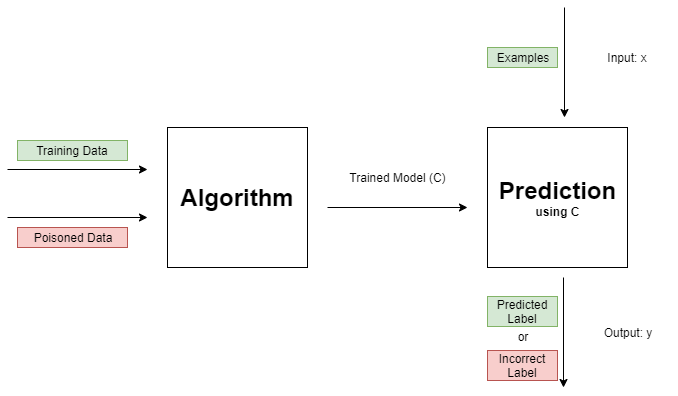 Examples
Input: x
Training Data
Algorithm
Poisoned Data
Trained Model (C)
Prediction
using C
Predicted
Label
or
Incorrect
Label
Output: y